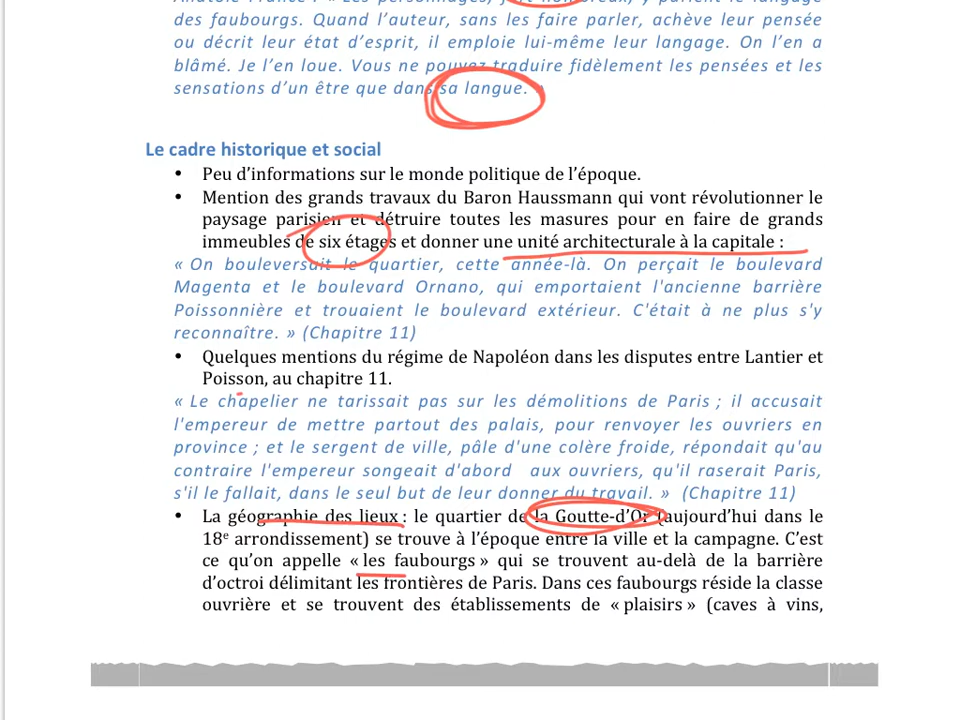 Anatole France : « Les personnages, fort nombreux, y parlent le langage
des faubourgs. Quand l'auteur, sans les faire parler, achève leur pensée
ou décrit leur état d'esprit, il emploie lui-même leur langage. On l'en a
blâmé. Je l'en loue. Vous ne pouvez traduire fidèlement les pensées et les
sensations d'un être que dans sa langue. »
Le cadre historique et social
• Peu d'informations sur le monde politique de l'époque.
• Mention des grands travaux du Baron Haussmann qui vont révolutionner le
paysage parisien et détruire toutes les masures pour en faire de grands
immeubles de six étages et donner une unité architecturale à la capitale :
« On bouleversait le quartier, cette année-là. On perçait le boulevard
Magenta et le boulevard Ornano, qui emportaient l'ancienne barrière
Poissonnière et trouaient le boulevard extérieur. C'était à ne plus s'y
reconnaître. » (Chapitre 11)
• Quelques mentions du régime de Napoléon dans les disputes entre Lantier et
Poisson, au chapitre 11.
« Le chapelier ne tarissait pas sur les démolitions de Paris ; il accusait
l'empereur de mettre partout des palais, pour renvoyer les ouvriers en
province ; et le sergent de ville, pâle d'une colère froide, répondait qu'au
contraire l'empereur songeait d'abord aux ouvriers, qu'il raserait Paris,
s'il le fallait, dans le seul but de leur donner du travail. » (Chapitre 11)
• La géographie des lieux : le quartier de la Goutte-d'Or (aujourd'hui dans le
18e arrondissement) se trouve à l'époque entre la ville et la campagne. C'est
ce qu'on appelle « les faubourgs » qui se trouvent au-delà de la barrière
d'octroi délimitant les frontières de Paris. Dans ces faubourgs réside la classe
ouvrière et se trouvent des établissements de « plaisirs » (caves à vins,